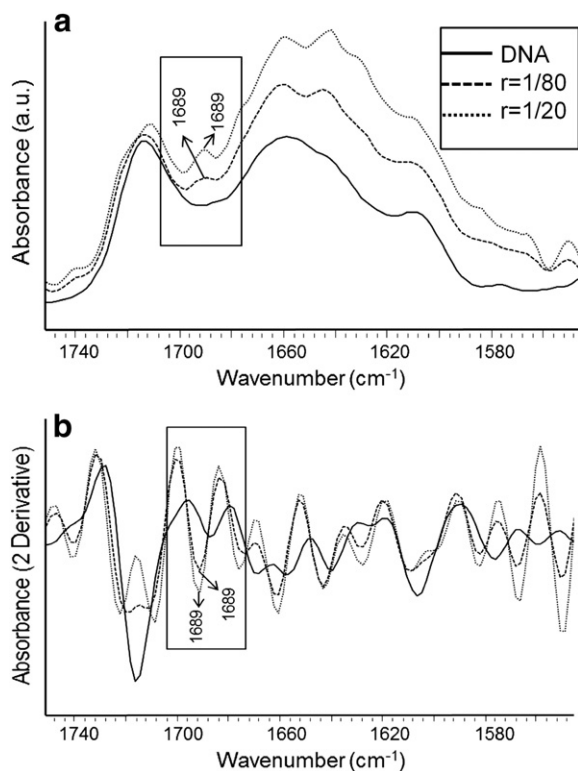 a
Absorbance (a.u.)
DNA
r=1/80
r=1/20
1689
1689
1740
1700
1660
1620
1580
Wavenumber (cm⁻¹)
b
Absorbance (2 Derivative)
1689
1689
1740
1700
1660
1620
1580
Wavenumber (cm⁻¹)